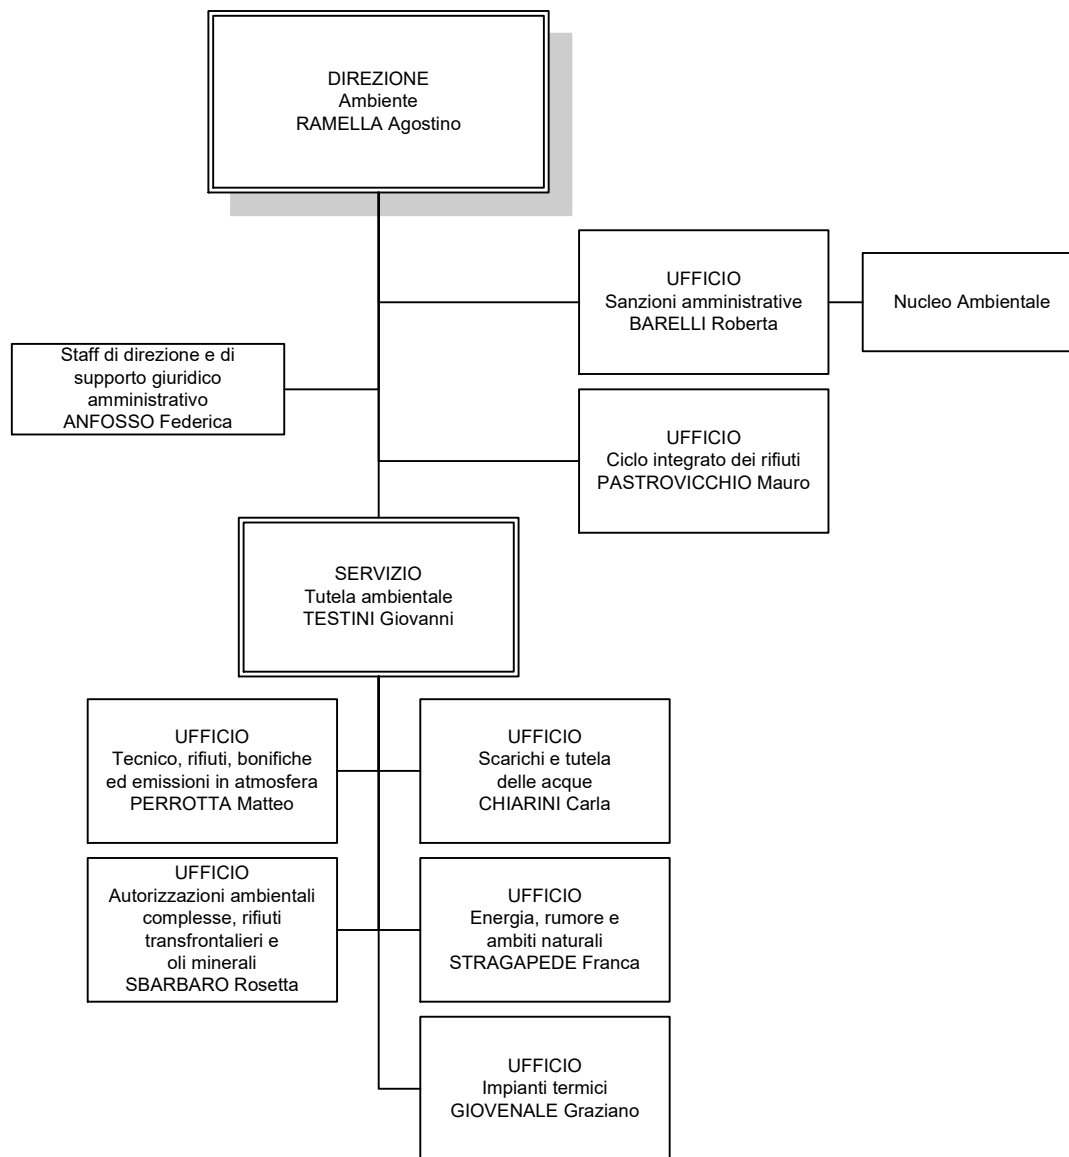 DIREZIONE
Ambiente
RAMELLA Agostino
UFFICIO
Sanzioni amministrative
BARELLI Roberta
Nucleo Ambientale
Staff di direzione e di
supporto giuridico
amministrativo
ANFOSSO Federica
UFFICIO
Ciclo integrato dei rifiuti
PASTROVICCHIO Mauro
SERVIZIO
Tutela ambientale
TESTINI Giovanni
UFFICIO
Tecnico, rifiuti, bonifiche
ed emissioni in atmosfera
PERROTTA Matteo
UFFICIO
Scarichi e tutela
delle acque
CHIARINI Carla
UFFICIO
Autorizzazioni ambientali
complesse, rifiuti
transfrontalieri e
oli minerali
SBARBARO Rosetta
UFFICIO
Energia, rumore e
ambiti naturali
STRAGAPEDE Franca
UFFICIO
Impianti termici
GIOVENALE Graziano